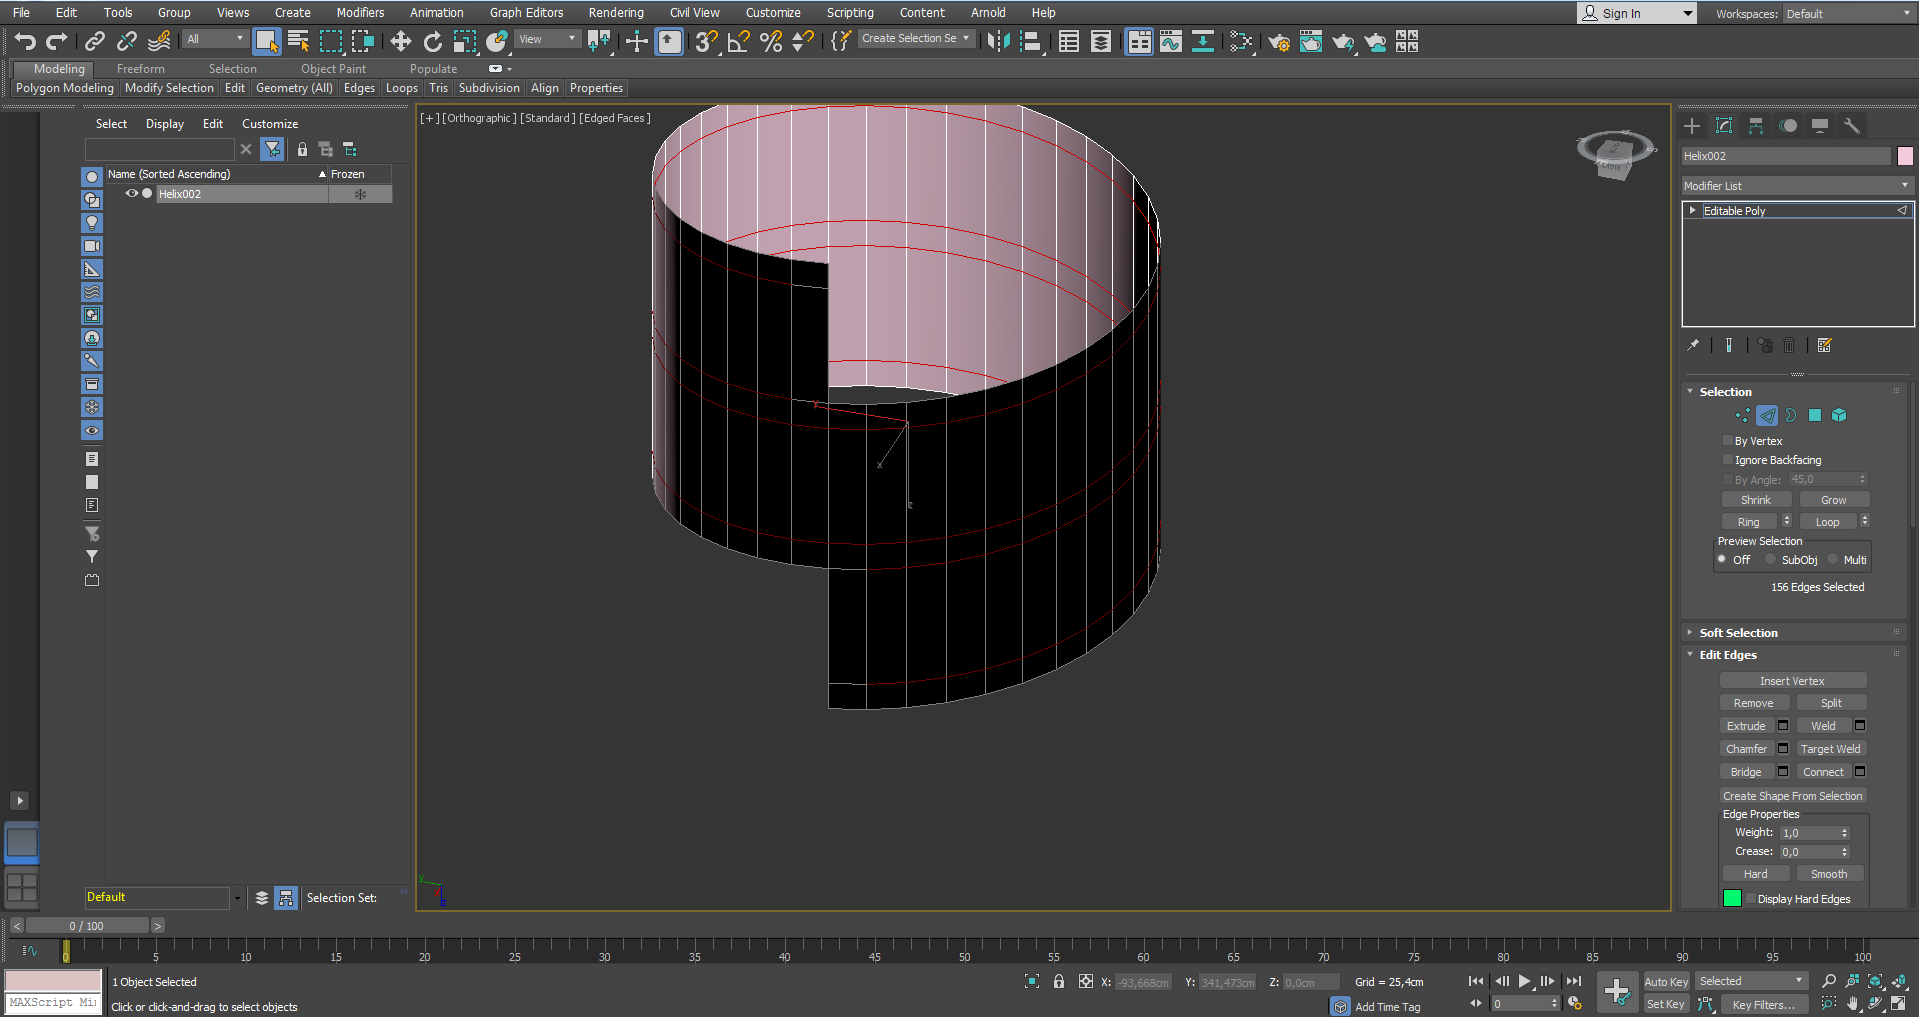 File Edit Tools Group Views Create Modifiers Animation Graph Editors Rendering Civil View Customize Scripting Content Arnold Help Sign In Workspaces: Default
All View Create Selection Se
Modeling Freeform Selection Object Paint Populate
Polygon Modeling Modify Selection Edit Geometry (All) Edges Loops Tris Subdivision Align Properties
Select Display Edit Customize
Name (Sorted Ascending) Frozen
Helix002
[+] [Orthographic] [Standard] [Edged Faces]
x
x
z
y
Helix002
Modifier List
Editable Poly
Selection
By Vertex
Ignore Backfacing
By Angle: 45,0
Shrink Grow
Ring Loop
Preview Selection
Off SubObj Multi
156 Edges Selected
Soft Selection
Edit Edges
Insert Vertex
Remove Split
Extrude Weld
Chamfer Target Weld
Bridge Connect
Create Shape From Selection
Edge Properties
Weight: 1,0
Crease: 0,0
Hard Smooth
Display Hard Edges
Default Selection Set:
< 0 / 100 >
0 5 10 15 20 25 30 35 40 45 50 55 60 65 70 75 80 85 90 95 100
1 Object Selected X: -93,668cm Y: 341,473cm Z: 0,0cm Grid = 25,4cm Auto Key Selected
MAXScript Mi Click or click-and-drag to select objects Add Time Tag 0 Set Key Key Filters...